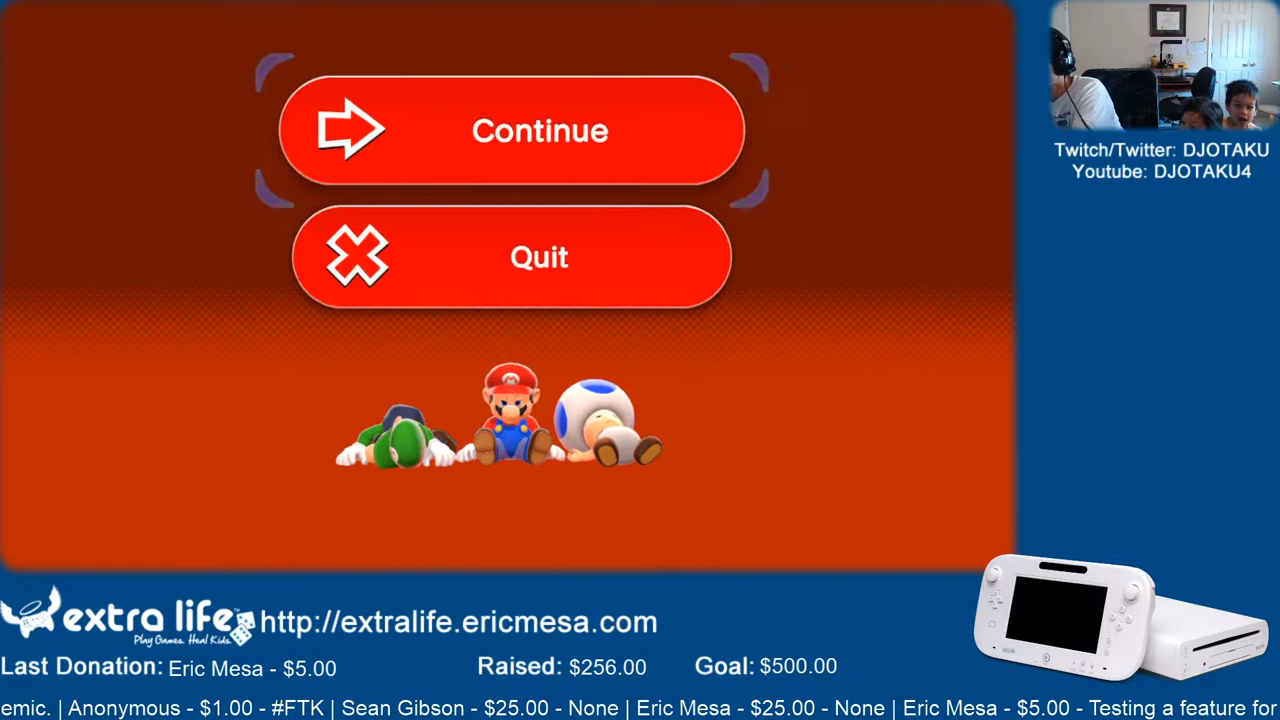 Continue
Quit
Twitch/Twitter: DJOTAKU
Youtube: DJOTAKU4
extra life
Play Games. Heal Kids.
http://extralife.ericmesa.com
Last Donation: Eric Mesa - $5.00
Raised: $256.00
Goal: $500.00
emic. | Anonymous - $1.00 - #FTK | Sean Gibson - $25.00 - None | Eric Mesa - $25.00 - None | Eric Mesa - $5.00 - Testing a feature for